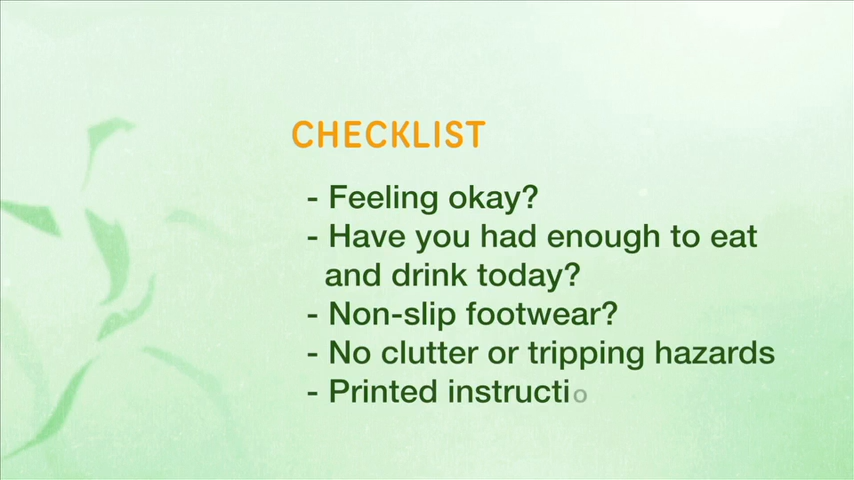 CHECKLIST
- Feeling okay?
- Have you had enough to eat
and drink today?
- Non-slip footwear?
- No clutter or tripping hazards
- Printed instructio